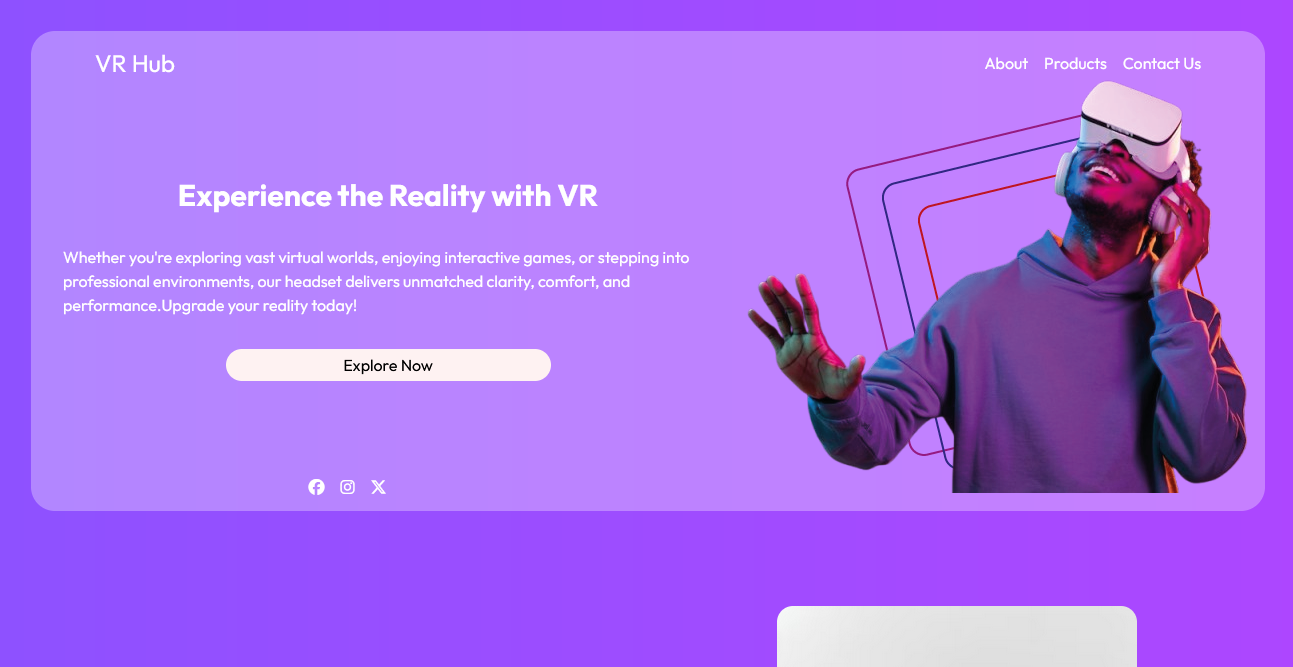 VR Hub
About Products Contact Us
Experience the Reality with VR
Whether you're exploring vast virtual worlds, enjoying interactive games, or stepping into
professional environments, our headset delivers unmatched clarity, comfort, and
performance.Upgrade your reality today!
Explore Now